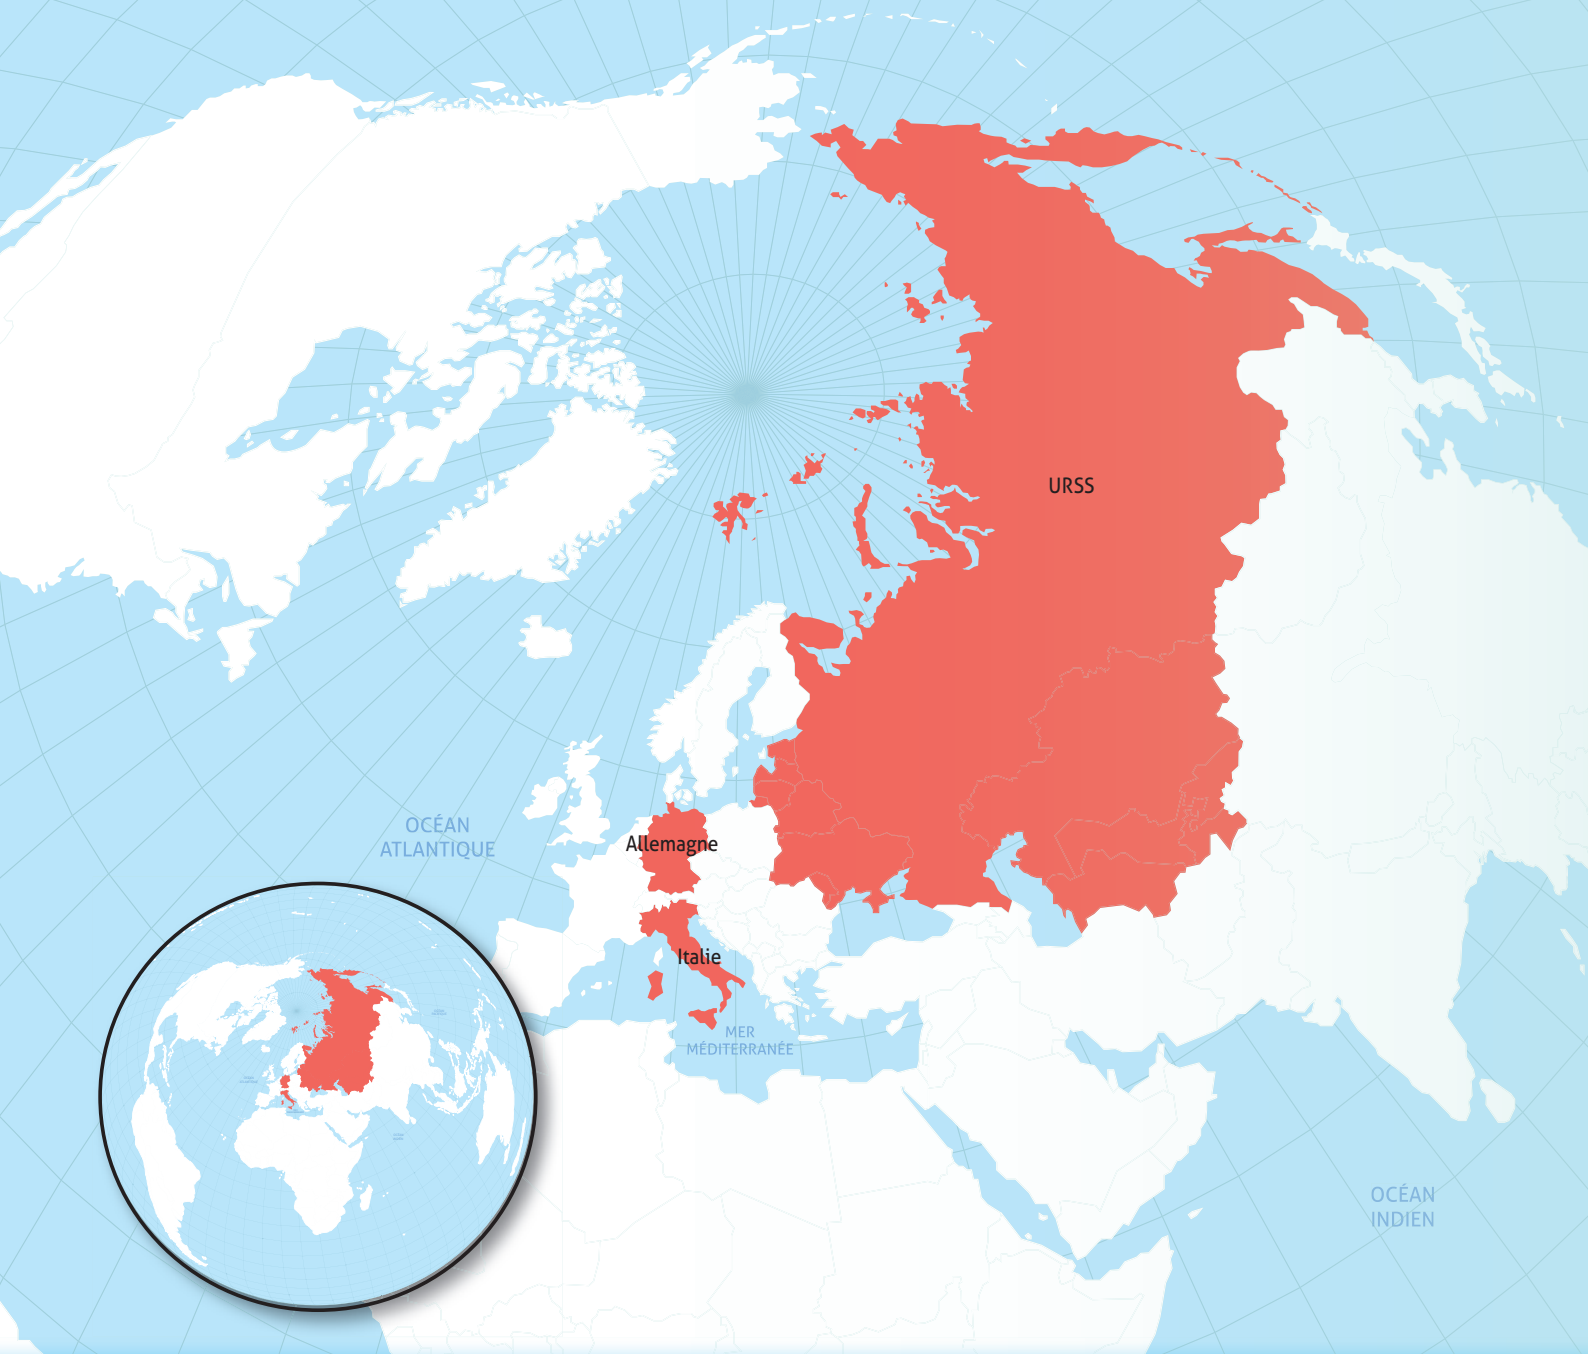 URSS
OCÉAN
ATLANTIQUE
Allemagne
Italie
MER
MÉDITERRANÉE
OCÉAN
INDIEN